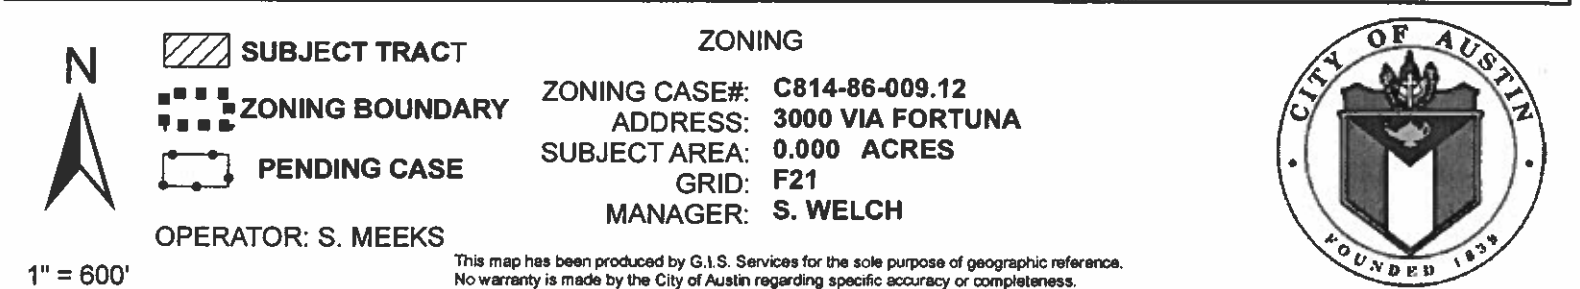 N
1" = 600'
SUBJECT TRACT
ZONING BOUNDARY
PENDING CASE
OPERATOR: S. MEEKS
ZONING
ZONING CASE#: C814-86-009.12
ADDRESS: 3000 VIA FORTUNA
SUBJECT AREA: 0.000 ACRES
GRID: F21
MANAGER: S. WELCH
This map has been produced by G.I.S. Services for the sole purpose of geographic reference.
No warranty is made by the City of Austin regarding specific accuracy or completeness.
CITY OF AUSTIN
FOUNDED 1839